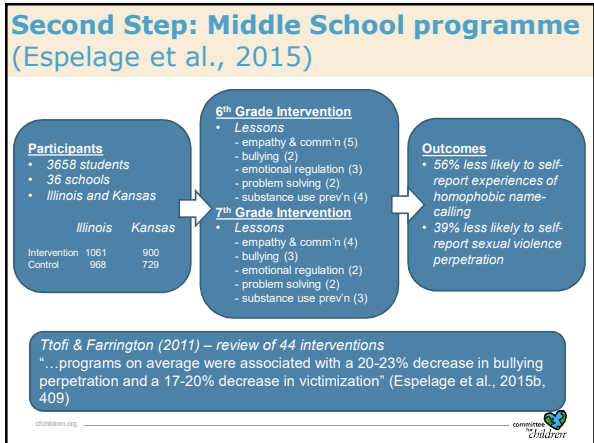 Second Step: Middle School programme
(Espelage et al., 2015)
Participants
• 3658 students
• 36 schools
• Illinois and Kansas
Illinois Kansas
Intervention 1061 900
Control 968 729
6th Grade Intervention
• Lessons
- empathy & comm'n (5)
- bullying (2)
- emotional regulation (3)
- problem solving (2)
- substance use prev'n (4)
7th Grade Intervention
• Lessons
- empathy & comm'n (4)
- bullying (3)
- emotional regulation (2)
- problem solving (2)
- substance use prev'n (3)
Outcomes
• 56% less likely to self-
report experiences of
homophobic name-
calling
• 39% less likely to self-
report sexual violence
perpetration
Ttofi & Farrington (2011) – review of 44 interventions
"…programs on average were associated with a 20-23% decrease in bullying
perpetration and a 17-20% decrease in victimization" (Espelage et al., 2015b,
409)
cfchildren.org
committee
for
children